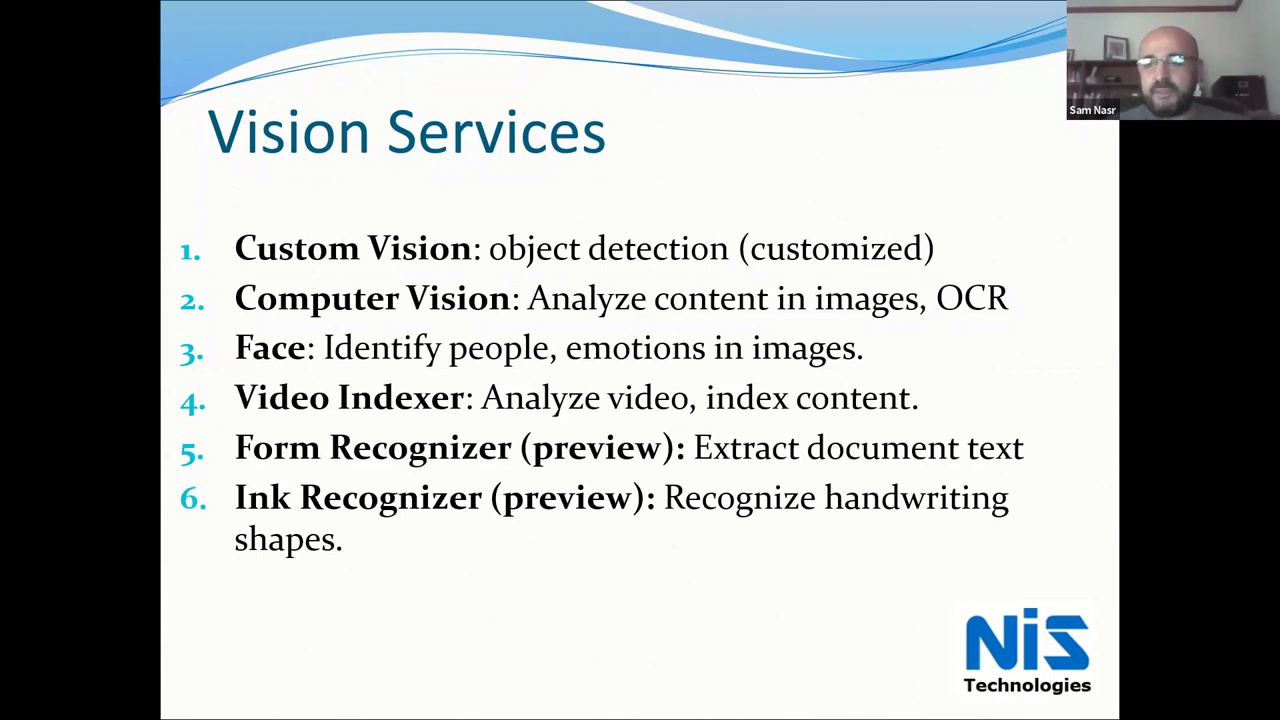 Sam Nasr
Vision Services
1. Custom Vision: object detection (customized)
2. Computer Vision: Analyze content in images, OCR
3. Face: Identify people, emotions in images.
4. Video Indexer: Analyze video, index content.
5. Form Recognizer (preview): Extract document text
6. Ink Recognizer (preview): Recognize handwriting
shapes.
NiS
Technologies